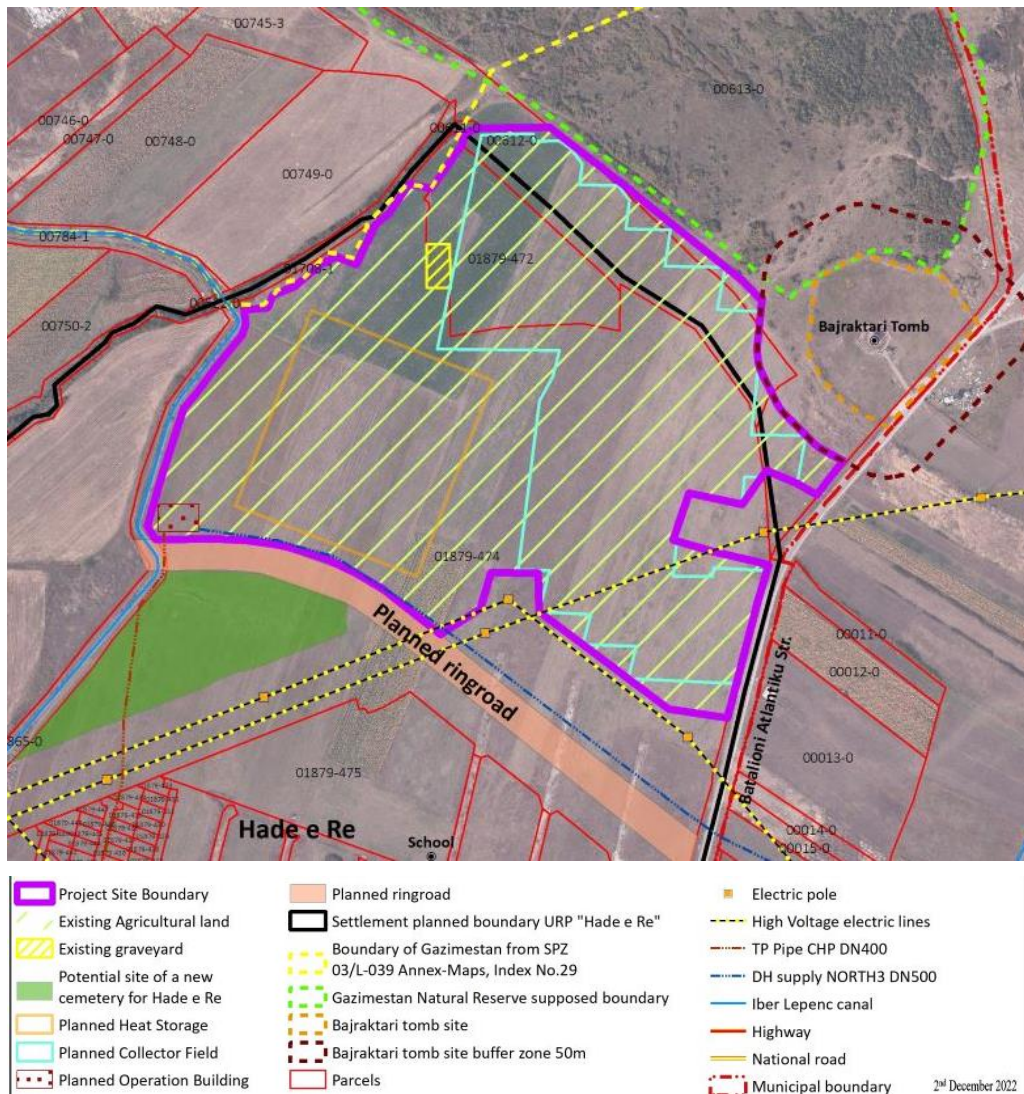 00745-3
00613-0
00746-0
00747-0
00748-0
00611-0
00612-0
00749-0
00784-1
01879-472
01708-1
00750-2
Bajraktari Tomb
01879-474
Planned ringroad
Batalioni Atlantiku Str.
00011-0
00012-0
865-0
01879-475
00013-0
Hade e Re
School
00014-0
00015-0
Project Site Boundary
Existing Agricultural land
Existing graveyard
Potential site of a new
cemetery for Hade e Re
Planned Heat Storage
Planned Collector Field
Planned Operation Building
Planned ringroad
Settlement planned boundary URP "Hade e Re"
Boundary of Gazimestan from SPZ
03/L-039 Annex-Maps, Index No.29
Gazimestan Natural Reserve supposed boundary
Bajraktari tomb site
Bajraktari tomb site buffer zone 50m
Parcels
Electric pole
High Voltage electric lines
TP Pipe CHP DN400
DH supply NORTH3 DN500
Iber Lepenc canal
Highway
National road
Municipal boundary
2nd December 2022